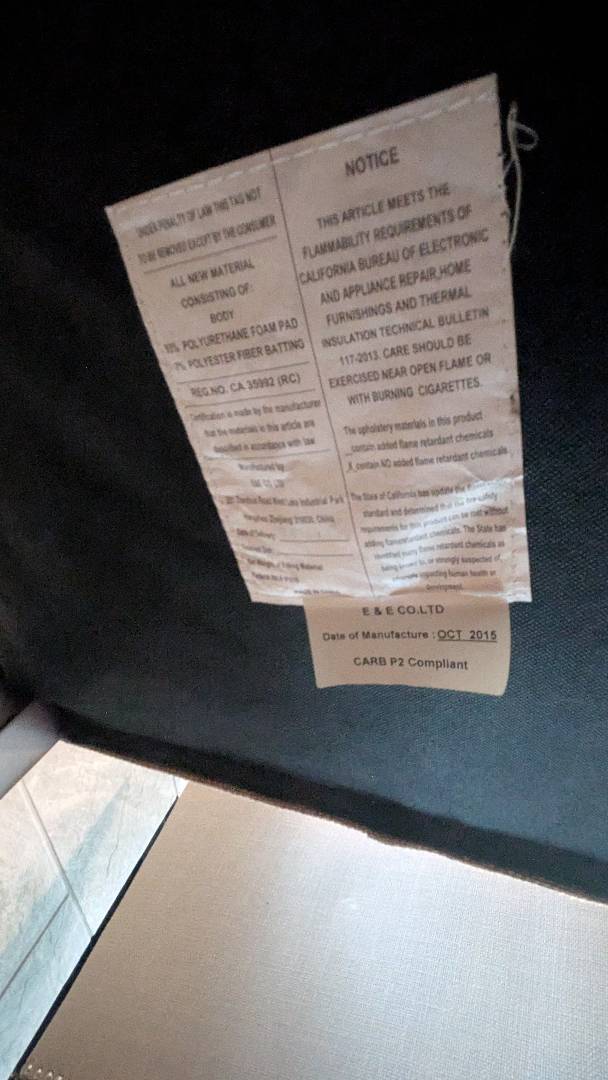 UNDER PENALTY OF LAW THIS TAG NOT
TO BE REMOVED EXCEPT BY THE CONSUMER
ALL NEW MATERIAL
CONSISTING OF:
BODY
POLYURETHANE FOAM PAD
POLYESTER FIBER BATTING
REG.NO. CA 35992 (RC)
Certification is made by the manufacturer
that the materials in this article are
described in accordance with law
Manufactured by
E&E CO., LTD
Industrial Park
Zhejiang China
Date of Delivery:
NOTICE
THIS ARTICLE MEETS THE
FLAMMABILITY REQUIREMENTS OF
CALIFORNIA BUREAU OF ELECTRONIC
AND APPLIANCE REPAIR,HOME
FURNISHINGS AND THERMAL
INSULATION TECHNICAL BULLETIN
117-2013. CARE SHOULD BE
EXERCISED NEAR OPEN FLAME OR
WITH BURNING CIGARETTES.
The upholstery materials in this product
_contain added flame retardant chemicals
X contain NO added flame retardant chemicals
The State of California has update the
standard and determined that the fire safety
requirements for this product can be met without
adding chemicals. The State has
identified many flame retardant chemicals as
being known to, or strongly suspected of
impacting human health or
development.
E & E CO.LTD
Date of Manufacture : OCT 2015
CARB P2 Compliant